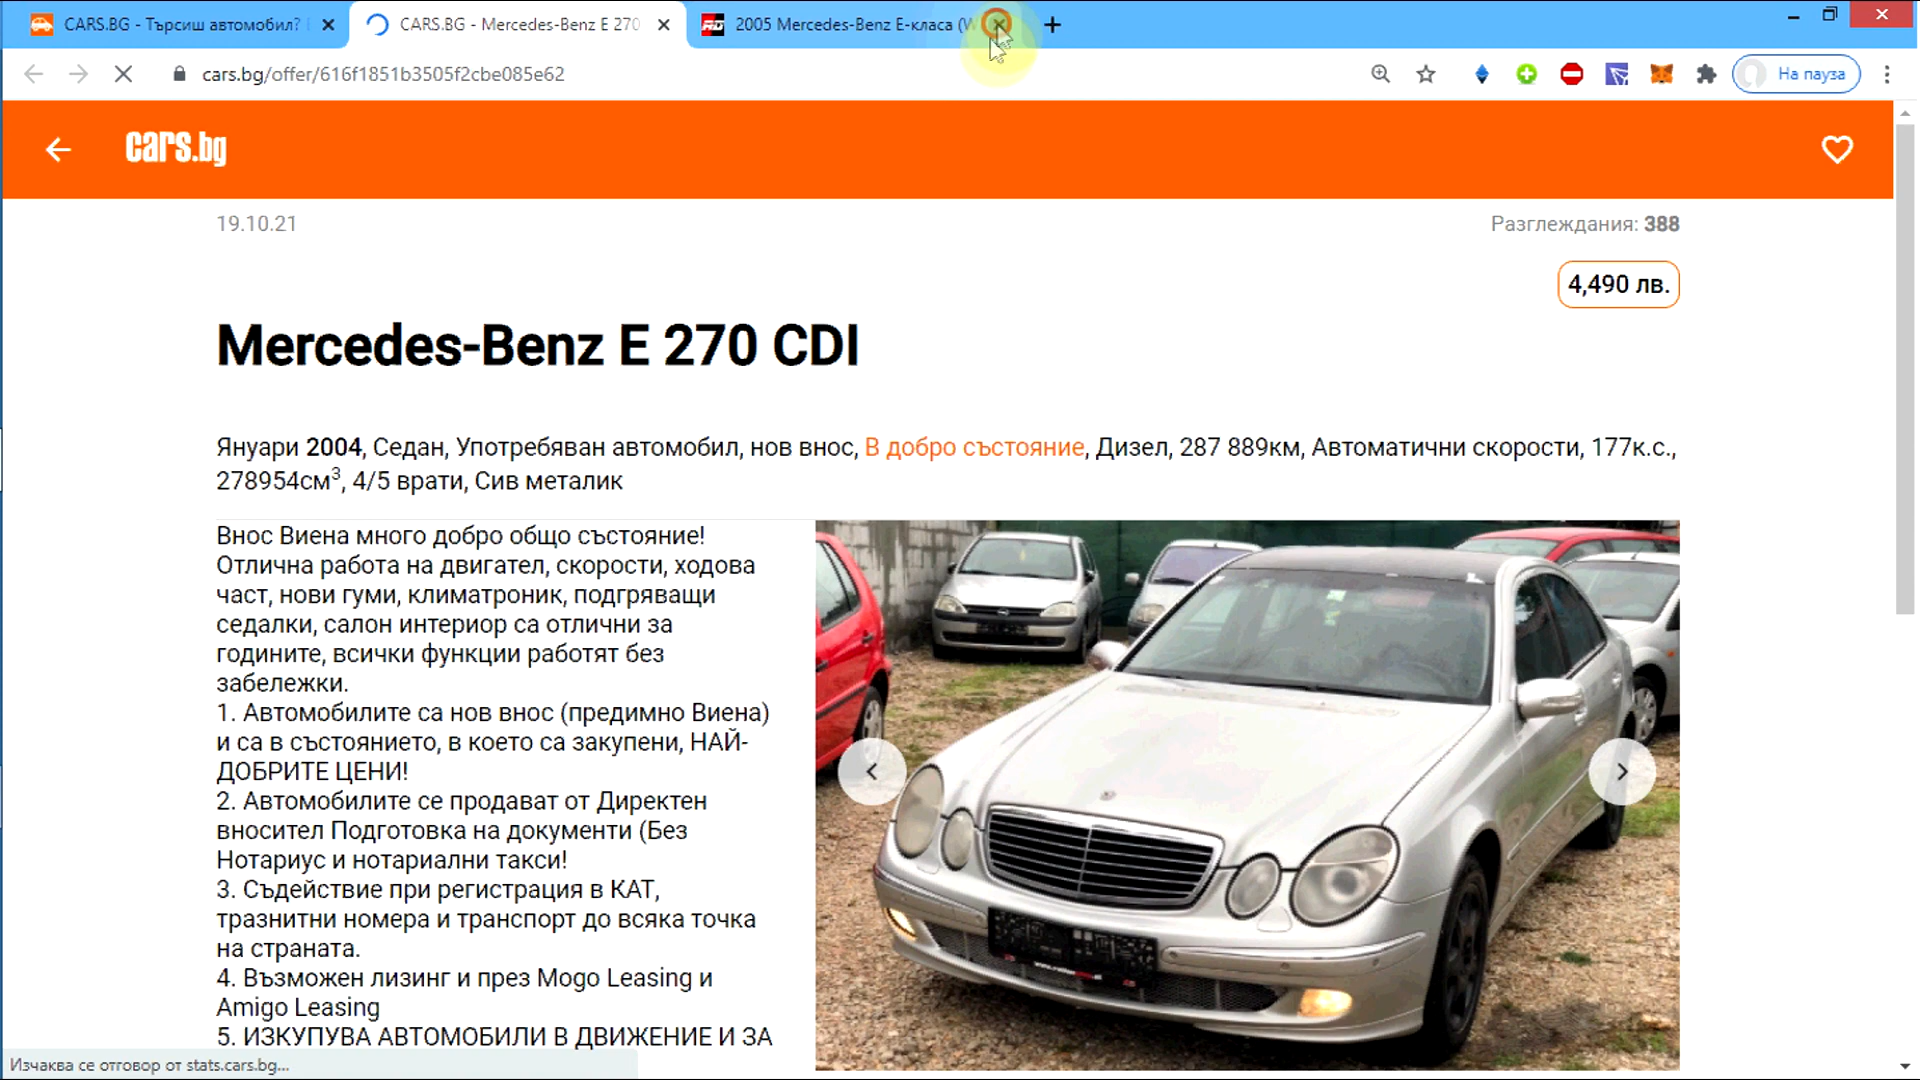 CARS.BG - Търсиш автомобил?
CARS.BG - Mercedes-Benz E 270
2005 Mercedes-Benz E-класа (W
cars.bg/offer/616f1851b3505f2cbe085e62
На пауза
cars.bg
19.10.21
Разглеждания: 388
4,490 лв.
Mercedes-Benz E 270 CDI
Януари 2004, Седан, Употребяван автомобил, нов внос, В добро състояние, Дизел, 287 889км, Автоматични скорости, 177к.с.,
278954см³, 4/5 врати, Сив металик
Внос Виена много добро общо състояние!
Отлична работа на двигател, скорости, ходова
част, нови гуми, климатроник, подгряващи
седалки, салон интериор са отлични за
годините, всички функции работят без
забележки.
1. Автомобилите са нов внос (предимно Виена)
и са в състоянието, в което са закупени, НАЙ-
ДОБРИТЕ ЦЕНИ!
2. Автомобилите се продават от Директен
вносител Подготовка на документи (Без
Нотариус и нотариални такси!
3. Съдействие при регистрация в КАТ,
тразнитни номера и транспорт до всяка точка
на страната.
4. Възможен лизинг и през Mogo Leasing и
Amigo Leasing
5. ИЗКУПУВА АВТОМОБИЛИ В ДВИЖЕНИЕ И ЗА
Изчаква се отговор от stats.cars.bg...